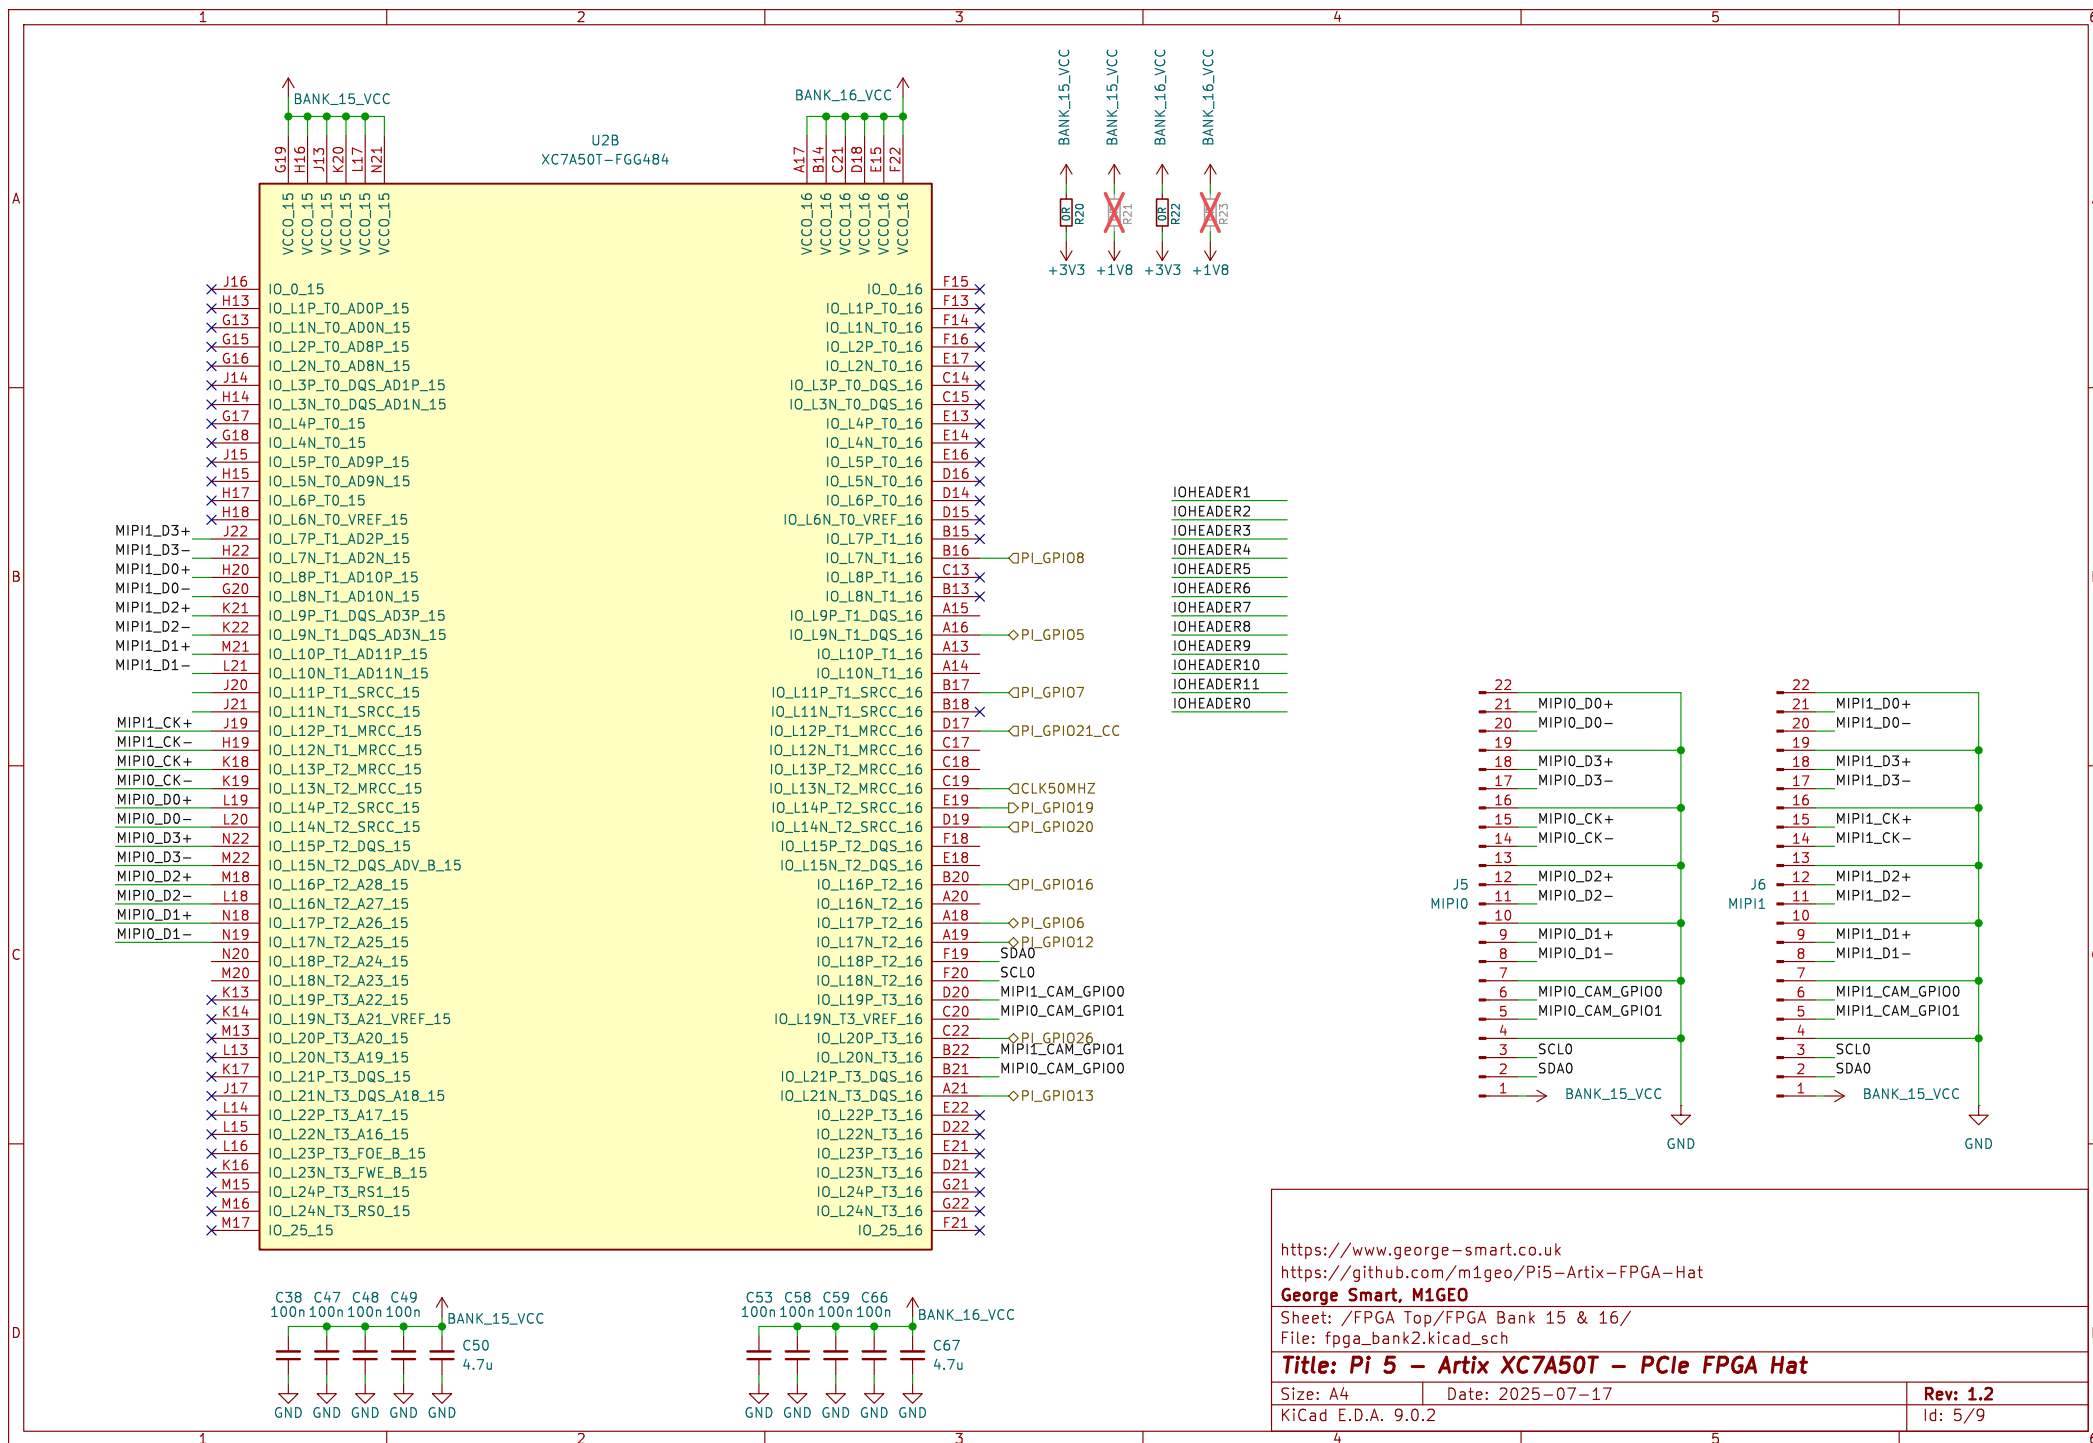 1 2 3 4 5 6
A
B
C
D
BANK_15_VCC
BANK_16_VCC
U2B
XC7A50T-FGG484
G19 H16 J13 K20 L17 N21
A17 B14 C21 D18 E15 F22
VCCO_15 VCCO_15 VCCO_15 VCCO_15 VCCO_15 VCCO_15
VCCO_16 VCCO_16 VCCO_16 VCCO_16 VCCO_16 VCCO_16
BANK_15_VCC BANK_15_VCC BANK_16_VCC BANK_16_VCC
0R R20 R21 0R R22 R23
+3V3 +1V8 +3V3 +1V8
J16 IO_0_15
H13 IO_L1P_T0_AD0P_15
G13 IO_L1N_T0_AD0N_15
G15 IO_L2P_T0_AD8P_15
G16 IO_L2N_T0_AD8N_15
J14 IO_L3P_T0_DQS_AD1P_15
H14 IO_L3N_T0_DQS_AD1N_15
G17 IO_L4P_T0_15
G18 IO_L4N_T0_15
J15 IO_L5P_T0_AD9P_15
H15 IO_L5N_T0_AD9N_15
H17 IO_L6P_T0_15
H18 IO_L6N_T0_VREF_15
MIPI1_D3+ J22 IO_L7P_T1_AD2P_15
MIPI1_D3- H22 IO_L7N_T1_AD2N_15
MIPI1_D0+ H20 IO_L8P_T1_AD10P_15
MIPI1_D0- G20 IO_L8N_T1_AD10N_15
MIPI1_D2+ K21 IO_L9P_T1_DQS_AD3P_15
MIPI1_D2- K22 IO_L9N_T1_DQS_AD3N_15
MIPI1_D1+ M21 IO_L10P_T1_AD11P_15
MIPI1_D1- L21 IO_L10N_T1_AD11N_15
J20 IO_L11P_T1_SRCC_15
J21 IO_L11N_T1_SRCC_15
MIPI1_CK+ J19 IO_L12P_T1_MRCC_15
MIPI1_CK- H19 IO_L12N_T1_MRCC_15
MIPI0_CK+ K18 IO_L13P_T2_MRCC_15
MIPI0_CK- K19 IO_L13N_T2_MRCC_15
MIPI0_D0+ L19 IO_L14P_T2_SRCC_15
MIPI0_D0- L20 IO_L14N_T2_SRCC_15
MIPI0_D3+ N22 IO_L15P_T2_DQS_15
MIPI0_D3- M22 IO_L15N_T2_DQS_ADV_B_15
MIPI0_D2+ M18 IO_L16P_T2_A28_15
MIPI0_D2- L18 IO_L16N_T2_A27_15
MIPI0_D1+ N18 IO_L17P_T2_A26_15
MIPI0_D1- N19 IO_L17N_T2_A25_15
N20 IO_L18P_T2_A24_15
M20 IO_L18N_T2_A23_15
K13 IO_L19P_T3_A22_15
K14 IO_L19N_T3_A21_VREF_15
M13 IO_L20P_T3_A20_15
L13 IO_L20N_T3_A19_15
K17 IO_L21P_T3_DQS_15
J17 IO_L21N_T3_DQS_A18_15
L14 IO_L22P_T3_A17_15
L15 IO_L22N_T3_A16_15
L16 IO_L23P_T3_FOE_B_15
K16 IO_L23N_T3_FWE_B_15
M15 IO_L24P_T3_RS1_15
M16 IO_L24N_T3_RS0_15
M17 IO_25_15
IO_0_16 F15
IO_L1P_T0_16 F13
IO_L1N_T0_16 F14
IO_L2P_T0_16 F16
IO_L2N_T0_16 E17
IO_L3P_T0_DQS_16 C14
IO_L3N_T0_DQS_16 C15
IO_L4P_T0_16 E13
IO_L4N_T0_16 E14
IO_L5P_T0_16 E16
IO_L5N_T0_16 D16
IO_L6P_T0_16 D14
IO_L6N_T0_VREF_16 D15
IO_L7P_T1_16 B15
IO_L7N_T1_16 B16 PI_GPIO8
IO_L8P_T1_16 C13
IO_L8N_T1_16 B13
IO_L9P_T1_DQS_16 A15
IO_L9N_T1_DQS_16 A16 PI_GPIO5
IO_L10P_T1_16 A13
IO_L10N_T1_16 A14
IO_L11P_T1_SRCC_16 B17 PI_GPIO7
IO_L11N_T1_SRCC_16 B18
IO_L12P_T1_MRCC_16 D17 PI_GPIO21_CC
IO_L12N_T1_MRCC_16 C17
IO_L13P_T2_MRCC_16 C18
IO_L13N_T2_MRCC_16 C19 CLK50MHZ
IO_L14P_T2_SRCC_16 E19 PI_GPIO19
IO_L14N_T2_SRCC_16 D19 PI_GPIO20
IO_L15P_T2_DQS_16 F18
IO_L15N_T2_DQS_16 E18
IO_L16P_T2_16 B20 PI_GPIO16
IO_L16N_T2_16 A20
IO_L17P_T2_16 A18 PI_GPIO6
IO_L17N_T2_16 A19 PI_GPIO12
IO_L18P_T2_16 F19 SDA0
IO_L18N_T2_16 F20 SCL0
IO_L19P_T3_16 D20 MIPI1_CAM_GPIO0
IO_L19N_T3_VREF_16 C20 MIPI0_CAM_GPIO1
IO_L20P_T3_16 C22 PI_GPIO26
IO_L20N_T3_16 B22 MIPI1_CAM_GPIO1
IO_L21P_T3_DQS_16 B21 MIPI0_CAM_GPIO0
IO_L21N_T3_DQS_16 A21 PI_GPIO13
IO_L22P_T3_16 E22
IO_L22N_T3_16 D22
IO_L23P_T3_16 E21
IO_L23N_T3_16 D21
IO_L24P_T3_16 G21
IO_L24N_T3_16 G22
IO_25_16 F21
IOHEADER1
IOHEADER2
IOHEADER3
IOHEADER4
IOHEADER5
IOHEADER6
IOHEADER7
IOHEADER8
IOHEADER9
IOHEADER10
IOHEADER11
IOHEADER0
J5
MIPI0
22
21 MIPI0_D0+
20 MIPI0_D0-
19
18 MIPI0_D3+
17 MIPI0_D3-
16
15 MIPI0_CK+
14 MIPI0_CK-
13
12 MIPI0_D2+
11 MIPI0_D2-
10
9 MIPI0_D1+
8 MIPI0_D1-
7
6 MIPI0_CAM_GPIO0
5 MIPI0_CAM_GPIO1
4
3 SCL0
2 SDA0
1 BANK_15_VCC
GND
J6
MIPI1
22
21 MIPI1_D0+
20 MIPI1_D0-
19
18 MIPI1_D3+
17 MIPI1_D3-
16
15 MIPI1_CK+
14 MIPI1_CK-
13
12 MIPI1_D2+
11 MIPI1_D2-
10
9 MIPI1_D1+
8 MIPI1_D1-
7
6 MIPI1_CAM_GPIO0
5 MIPI1_CAM_GPIO1
4
3 SCL0
2 SDA0
1 BANK_15_VCC
GND
C38 C47 C48 C49
100n 100n 100n 100n
BANK_15_VCC
C50
4.7u
GND GND GND GND GND
C53 C58 C59 C66
100n 100n 100n 100n
BANK_16_VCC
C67
4.7u
GND GND GND GND GND
https://www.george-smart.co.uk
https://github.com/m1geo/Pi5-Artix-FPGA-Hat
George Smart, M1GEO
Sheet: /FPGA Top/FPGA Bank 15 & 16/
File: fpga_bank2.kicad_sch
Title: Pi 5 - Artix XC7A50T - PCIe FPGA Hat
Size: A4 Date: 2025-07-17 Rev: 1.2
KiCad E.D.A. 9.0.2 Id: 5/9
1 2 3 4 5 6